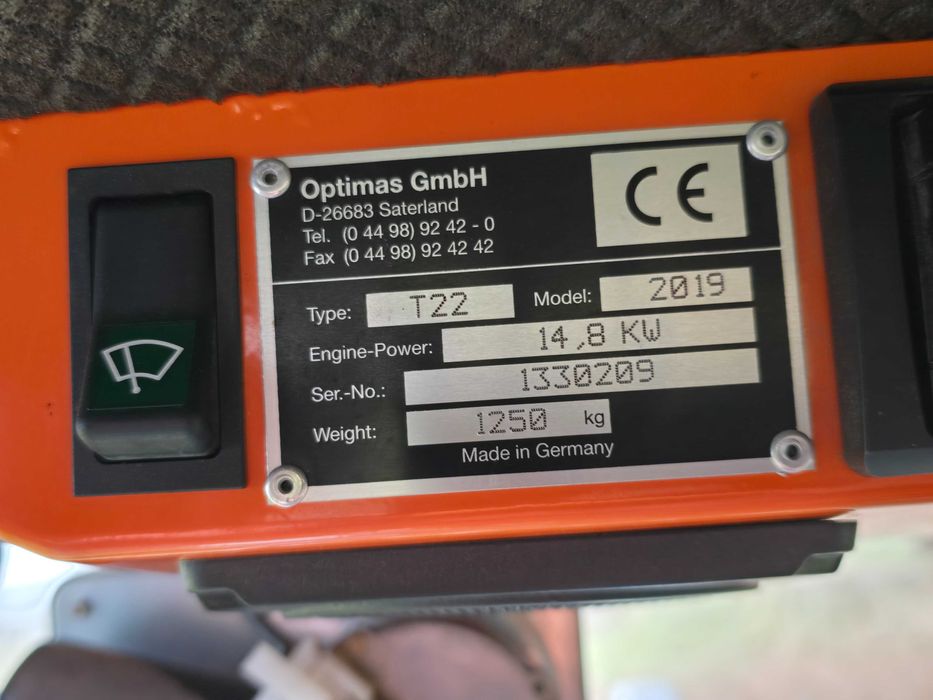 Optimas GmbH
D-26683 Saterland
Tel. (0 44 98) 92 42 - 0
Fax (0 44 98) 92 42 42
CE
Type: T22 Model: 2019
Engine-Power: 14,8 KW
Ser.-No.: 1330209
Weight: 1250 kg
Made in Germany